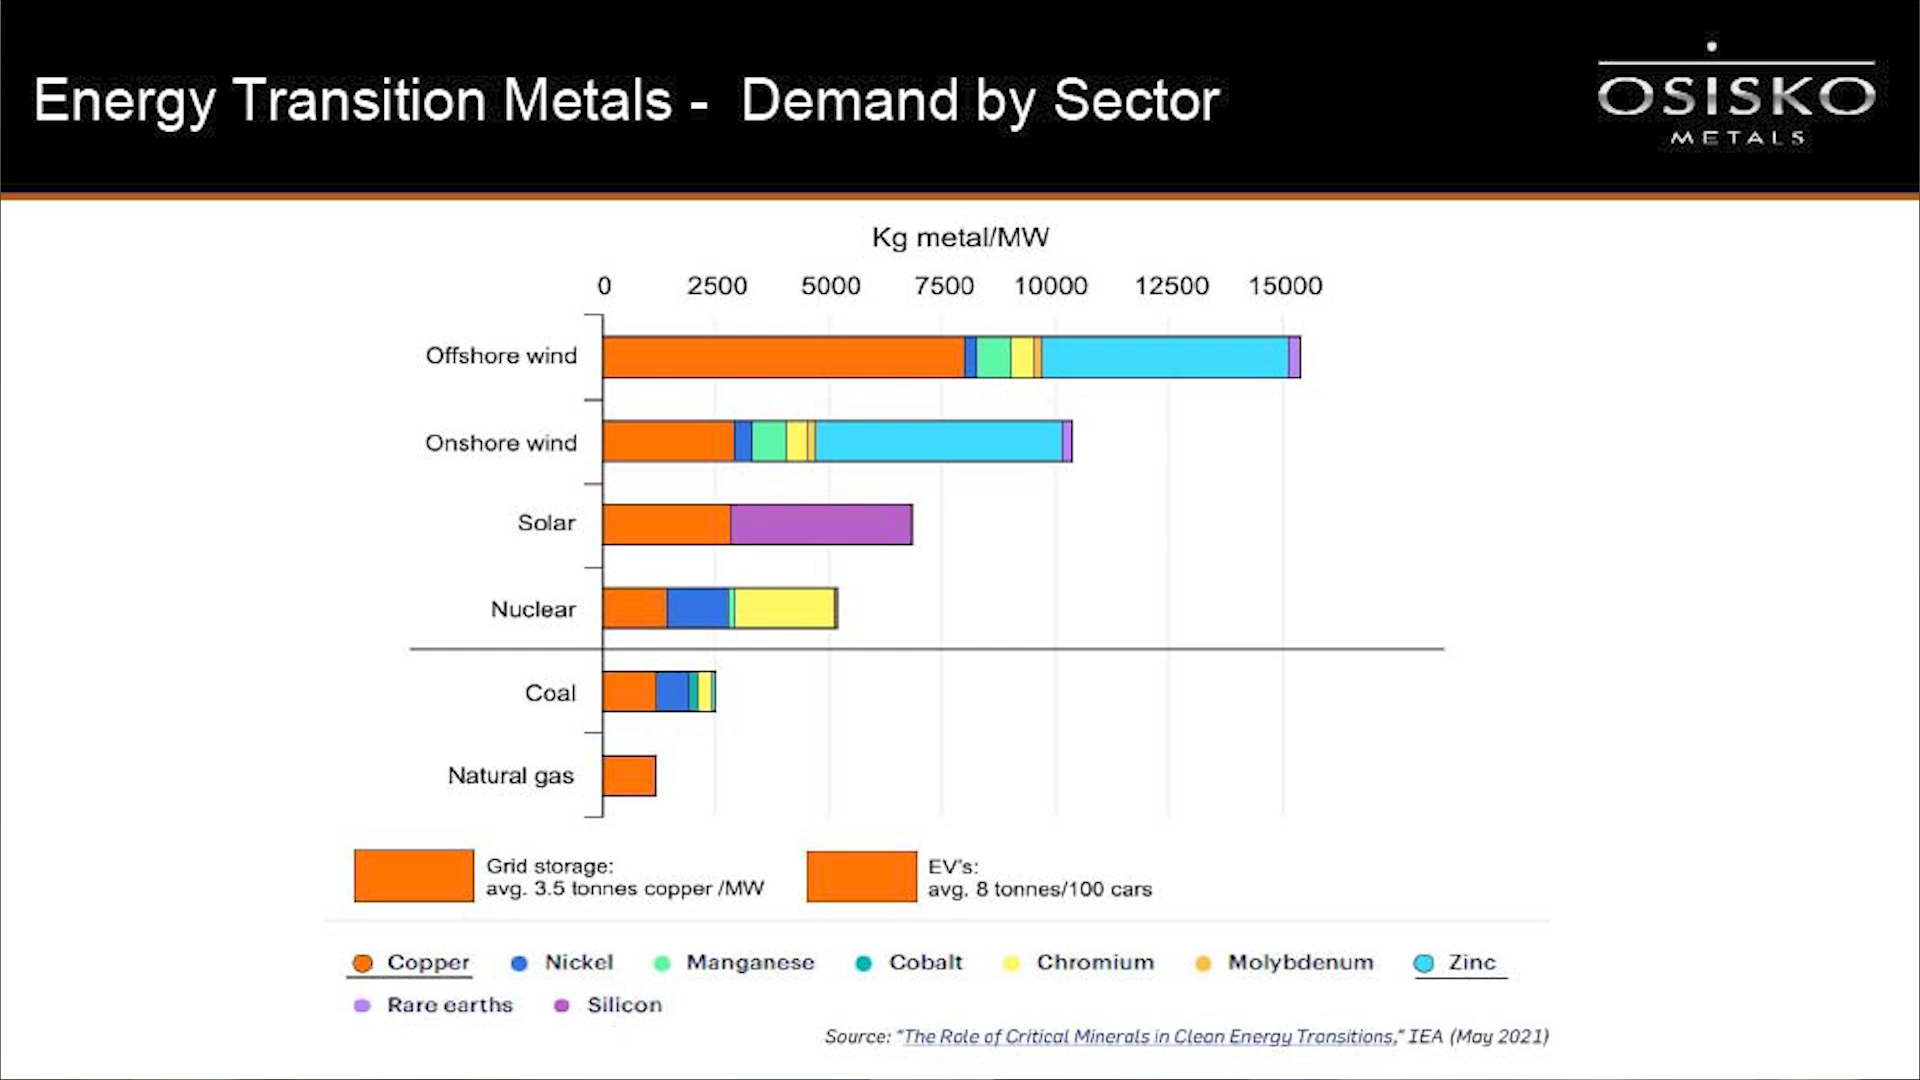 Energy Transition Metals - Demand by Sector
OSISKO
METALS
Kg metal/MW
0 2500 5000 7500 10000 12500 15000
Offshore wind
Onshore wind
Solar
Nuclear
Coal
Natural gas
Grid storage:
avg. 3.5 tonnes copper /MW
EV's:
avg. 8 tonnes/100 cars
Copper Nickel Manganese Cobalt Chromium Molybdenum Zinc
Rare earths Silicon
Source: "The Role of Critical Minerals in Clean Energy Transitions," IEA (May 2021)